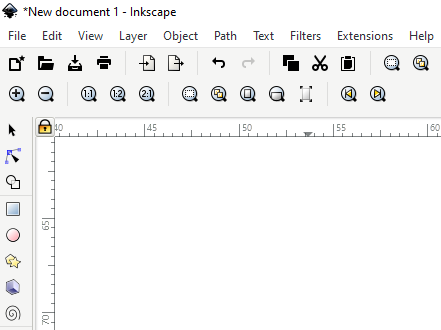 *New document 1 - Inkscape
File Edit View Layer Object Path Text Filters Extensions Help
1:1 1:2 2:1
40 45 50 55 60
65
70